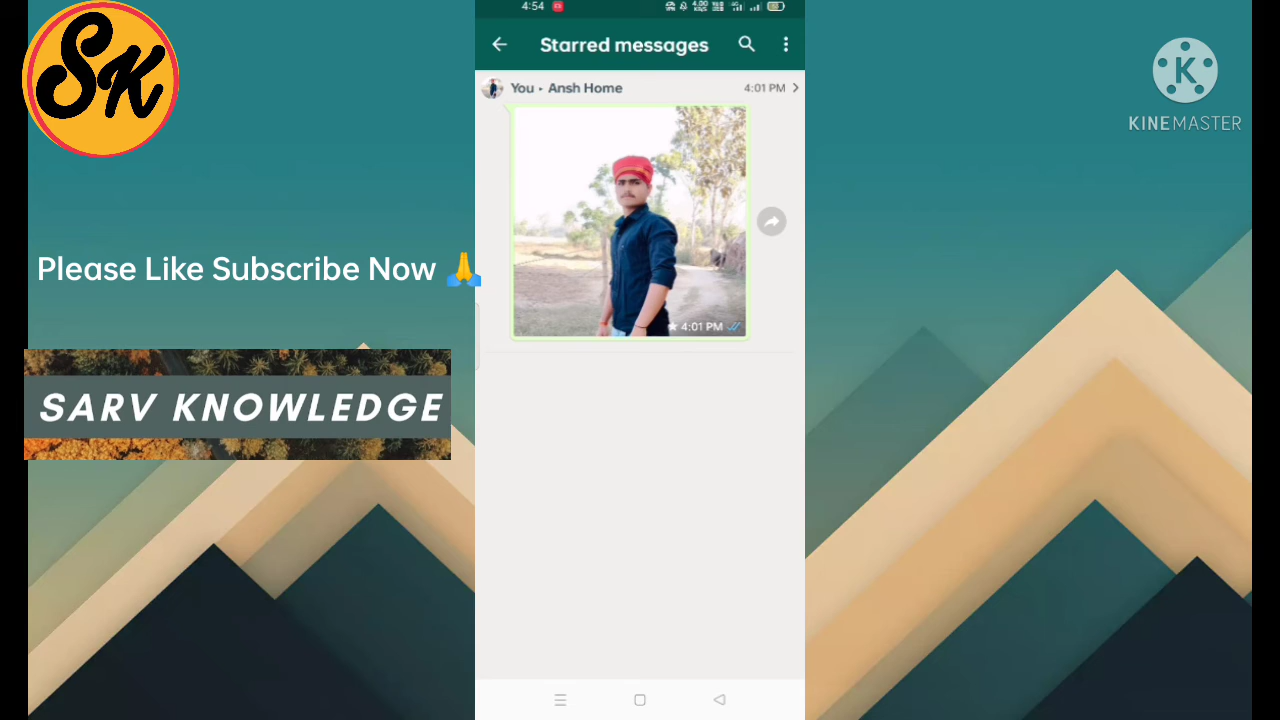 SK
4:54
Starred messages
You ▸ Ansh Home
4:01 PM
4:01 PM
K
KINEMASTER
Please Like Subscribe Now 🙏
SARV KNOWLEDGE